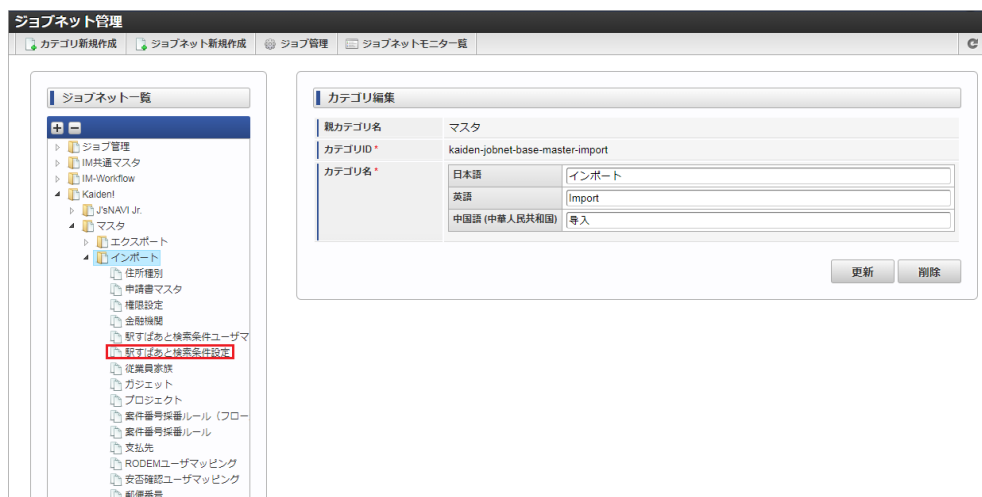 ジョブネット管理
カテゴリ新規作成 ジョブネット新規作成 ジョブ管理 ジョブネットモニタ一覧
ジョブネット一覧
ジョブ管理
IM共通マスタ
IM-Workflow
Kaiden!
J'sNAVI Jr.
マスタ
エクスポート
インポート
住所種別
申請書マスタ
権限設定
金融機関
駅すぱあと検索条件ユーザマ
駅すぱあと検索条件設定
従業員家族
ガジェット
プロジェクト
案件番号採番ルール（フロー
案件番号採番ルール
支払先
RODEMユーザマッピング
安否確認ユーザマッピング
郵便番号
カテゴリ編集
親カテゴリ名 マスタ
カテゴリID * kaiden-jobnet-base-master-import
カテゴリ名 *
日本語 インポート
英語 Import
中国語 (中華人民共和国) 导入
更新 削除